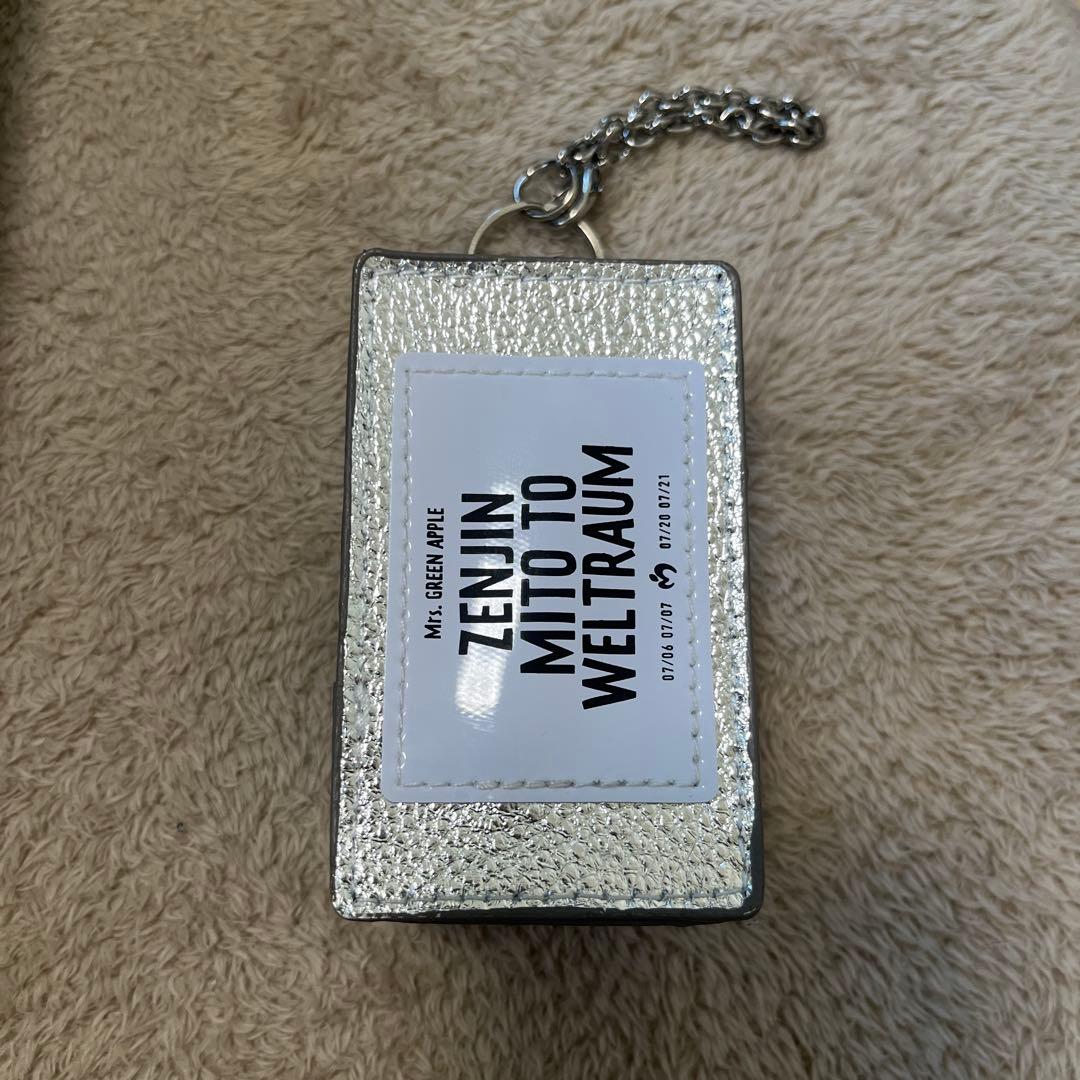 Mrs. GREEN APPLE
ZENJIN
MITO TO
WELTRAUM
07/06 07/07 07/20 07/21